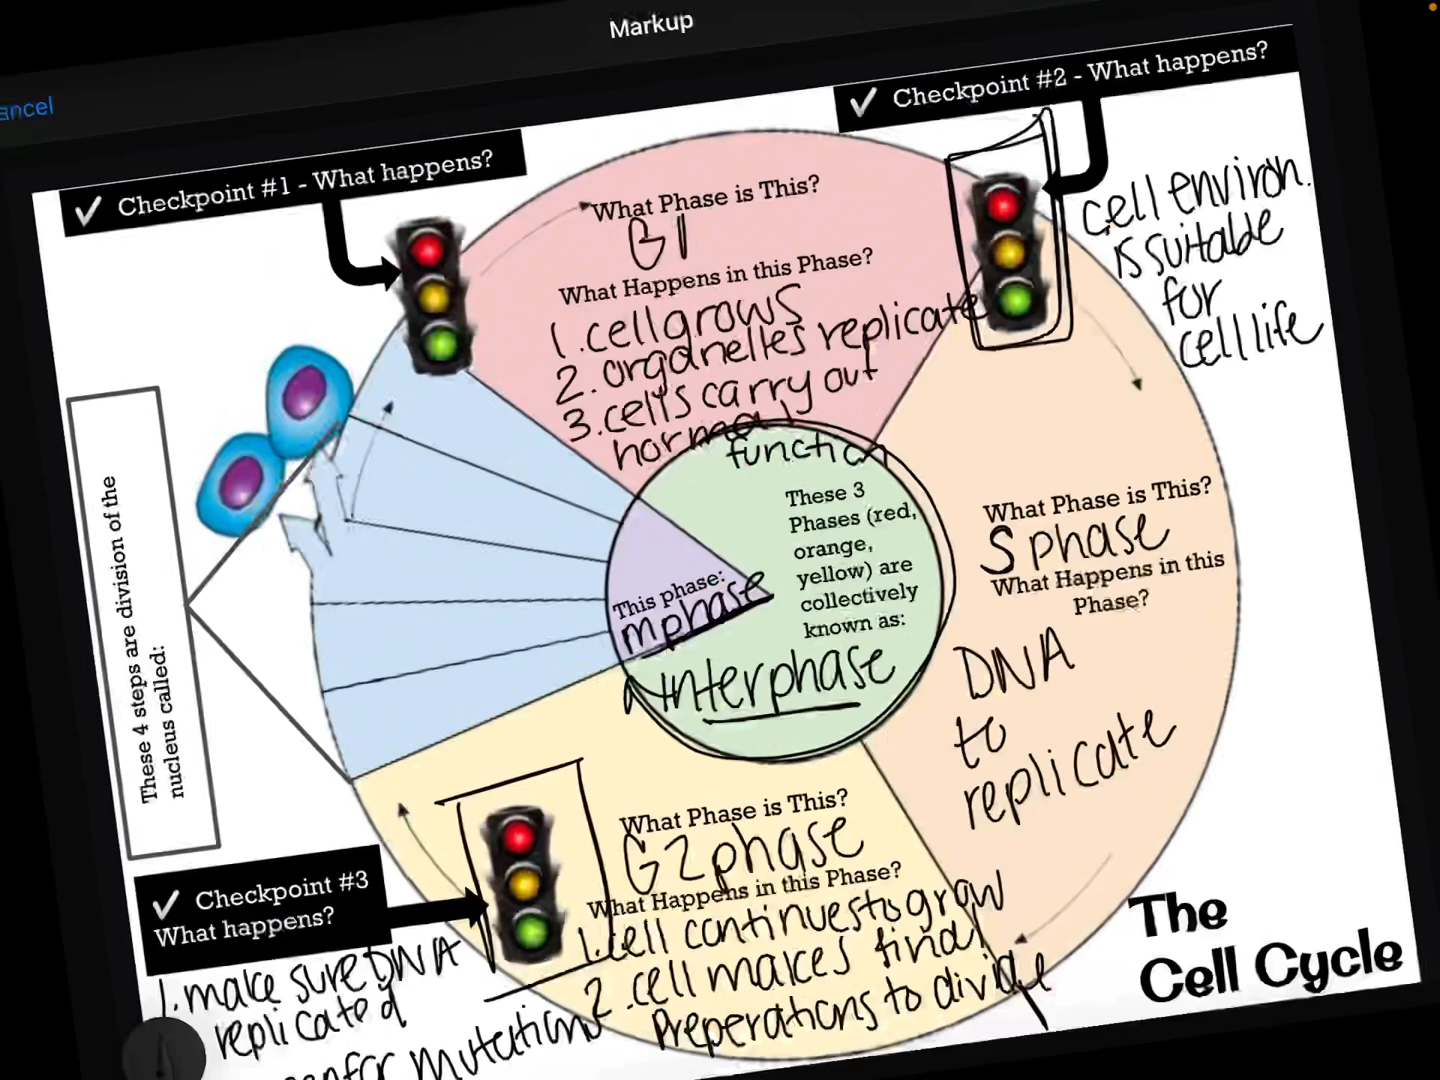 Markup
ancel
✓ Checkpoint #1 - What happens?
✓ Checkpoint #2 - What happens?
cell environ.
is suitable
for
cell life
What Phase is This?
G1
What Happens in this Phase?
1. cell grows
2. organelles replicate
3. cells carry out
normal
function
These 4 steps are division of the
nucleus called:
This phase:
mphase
These 3
Phases (red,
orange,
yellow) are
collectively
known as:
interphase
What Phase is This?
S phase
What Happens in this
Phase?
DNA
to
replicate
What Phase is This?
G2 phase
What Happens in this Phase?
1. cell continues to grow
2. cell makes final
preperations to divide
✓ Checkpoint #3
What happens?
1. make sure DNA
replicated
for mutations
The
Cell Cycle